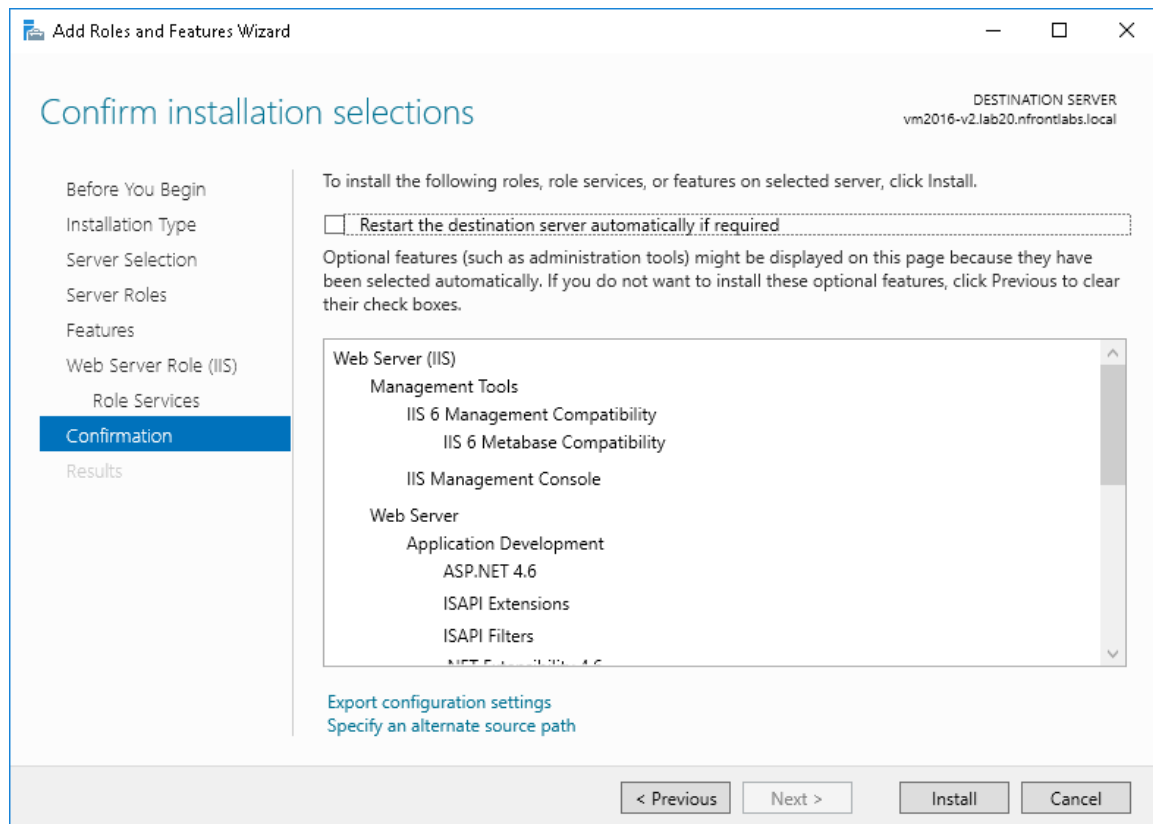 Add Roles and Features Wizard
Confirm installation selections
DESTINATION SERVER
vm2016-v2.lab20.nfrontlabs.local
Before You Begin
Installation Type
Server Selection
Server Roles
Features
Web Server Role (IIS)
Role Services
Confirmation
Results
To install the following roles, role services, or features on selected server, click Install.
Restart the destination server automatically if required
Optional features (such as administration tools) might be displayed on this page because they have
been selected automatically. If you do not want to install these optional features, click Previous to clear
their check boxes.
Web Server (IIS)
Management Tools
IIS 6 Management Compatibility
IIS 6 Metabase Compatibility
IIS Management Console
Web Server
Application Development
ASP.NET 4.6
ISAPI Extensions
ISAPI Filters
.NET Extensibility 4.6
Export configuration settings
Specify an alternate source path
< Previous
Next >
Install
Cancel